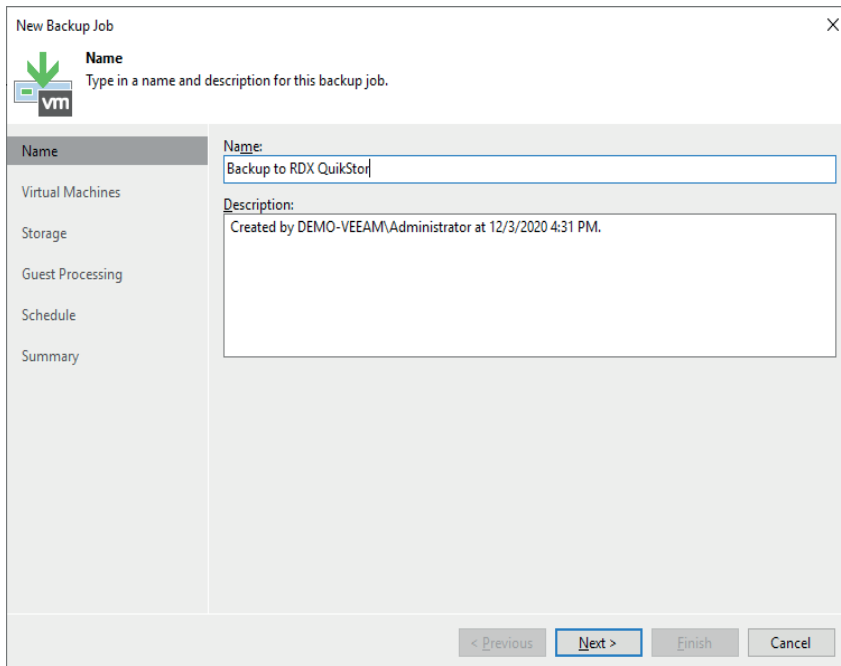 New Backup Job
Name
Type in a name and description for this backup job.
vm
Name
Virtual Machines
Storage
Guest Processing
Schedule
Summary
Name:
Backup to RDX QuikStor
Description:
Created by DEMO-VEEAM\Administrator at 12/3/2020 4:31 PM.
< Previous
Next >
Finish
Cancel